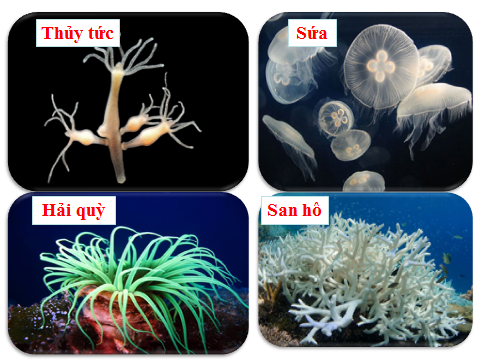 Thủy tức
Sứa
Hải quỳ
San hô